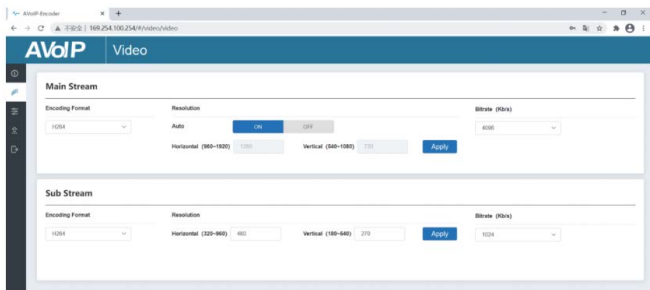 AVoIP-Encoder
不安全 | 169.254.100.254/#/video/video
AVoIP Video
Main Stream
Encoding Format Resolution Bitrate (Kb/s)
H264 Auto ON OFF 4096
Horizontal (960~1920) Vertical (540~1080) Apply
Sub Stream
Encoding Format Resolution Bitrate (Kb/s)
H264 Horizontal (320~960) 480 Vertical (180~540) 270 Apply 1024